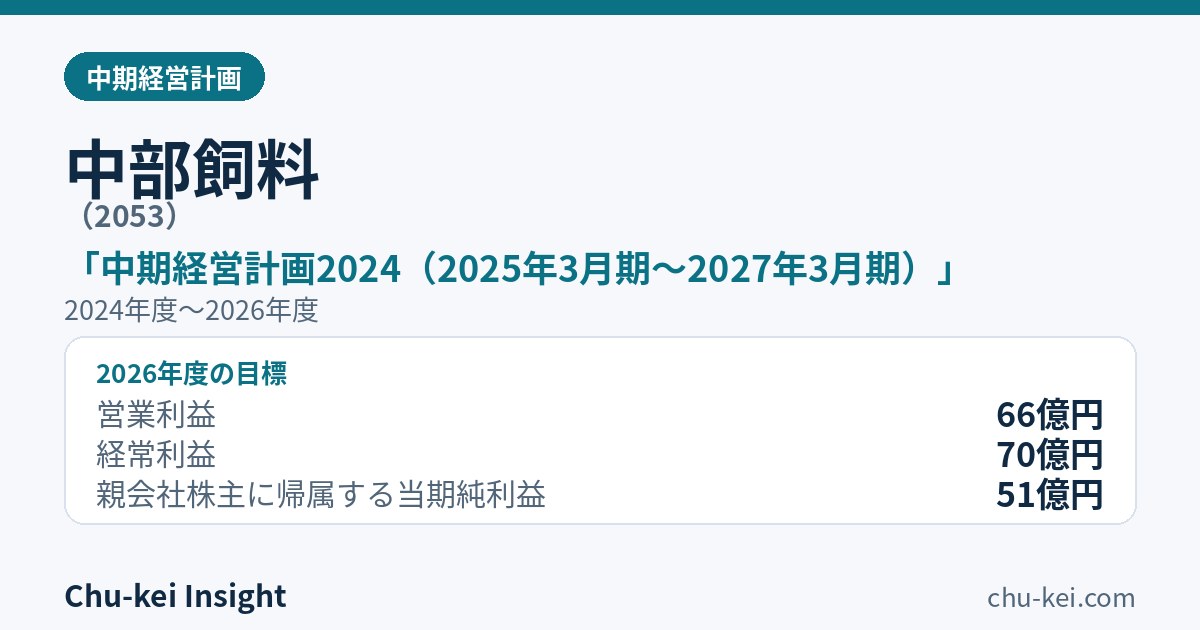 中期経営計画
中部飼料
（2053）
「中期経営計画2024（2025年3月期～2027年3月期）」
2024年度～2026年度
2026年度の目標
営業利益 66億円
経常利益 70億円
親会社株主に帰属する当期純利益 51億円
Chu-kei Insight chu-kei.com